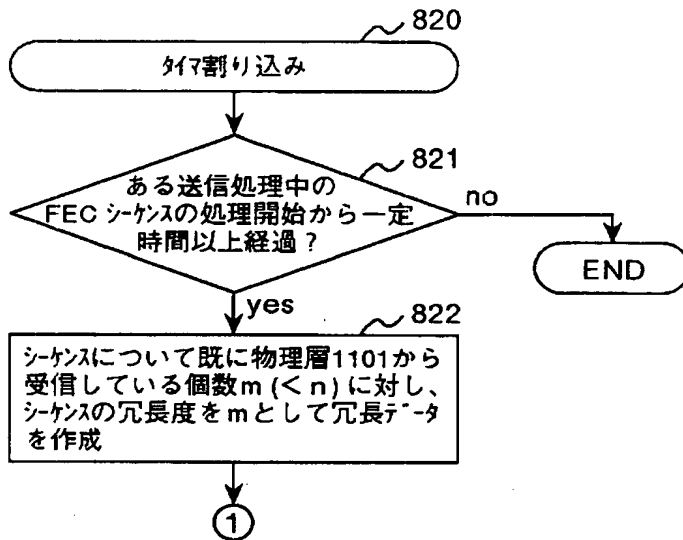 820
ﾀｲﾏ割り込み
821
ある送信処理中の
FEC ｼｰｹﾝｽの処理開始から一定
時間以上経過？
no
END
yes
822
ｼｰｹﾝｽについて既に物理層1101から
受信している個数m (< n) に対し、
ｼｰｹﾝｽの冗長度をmとして冗長ﾃﾞｰﾀ
を作成
1